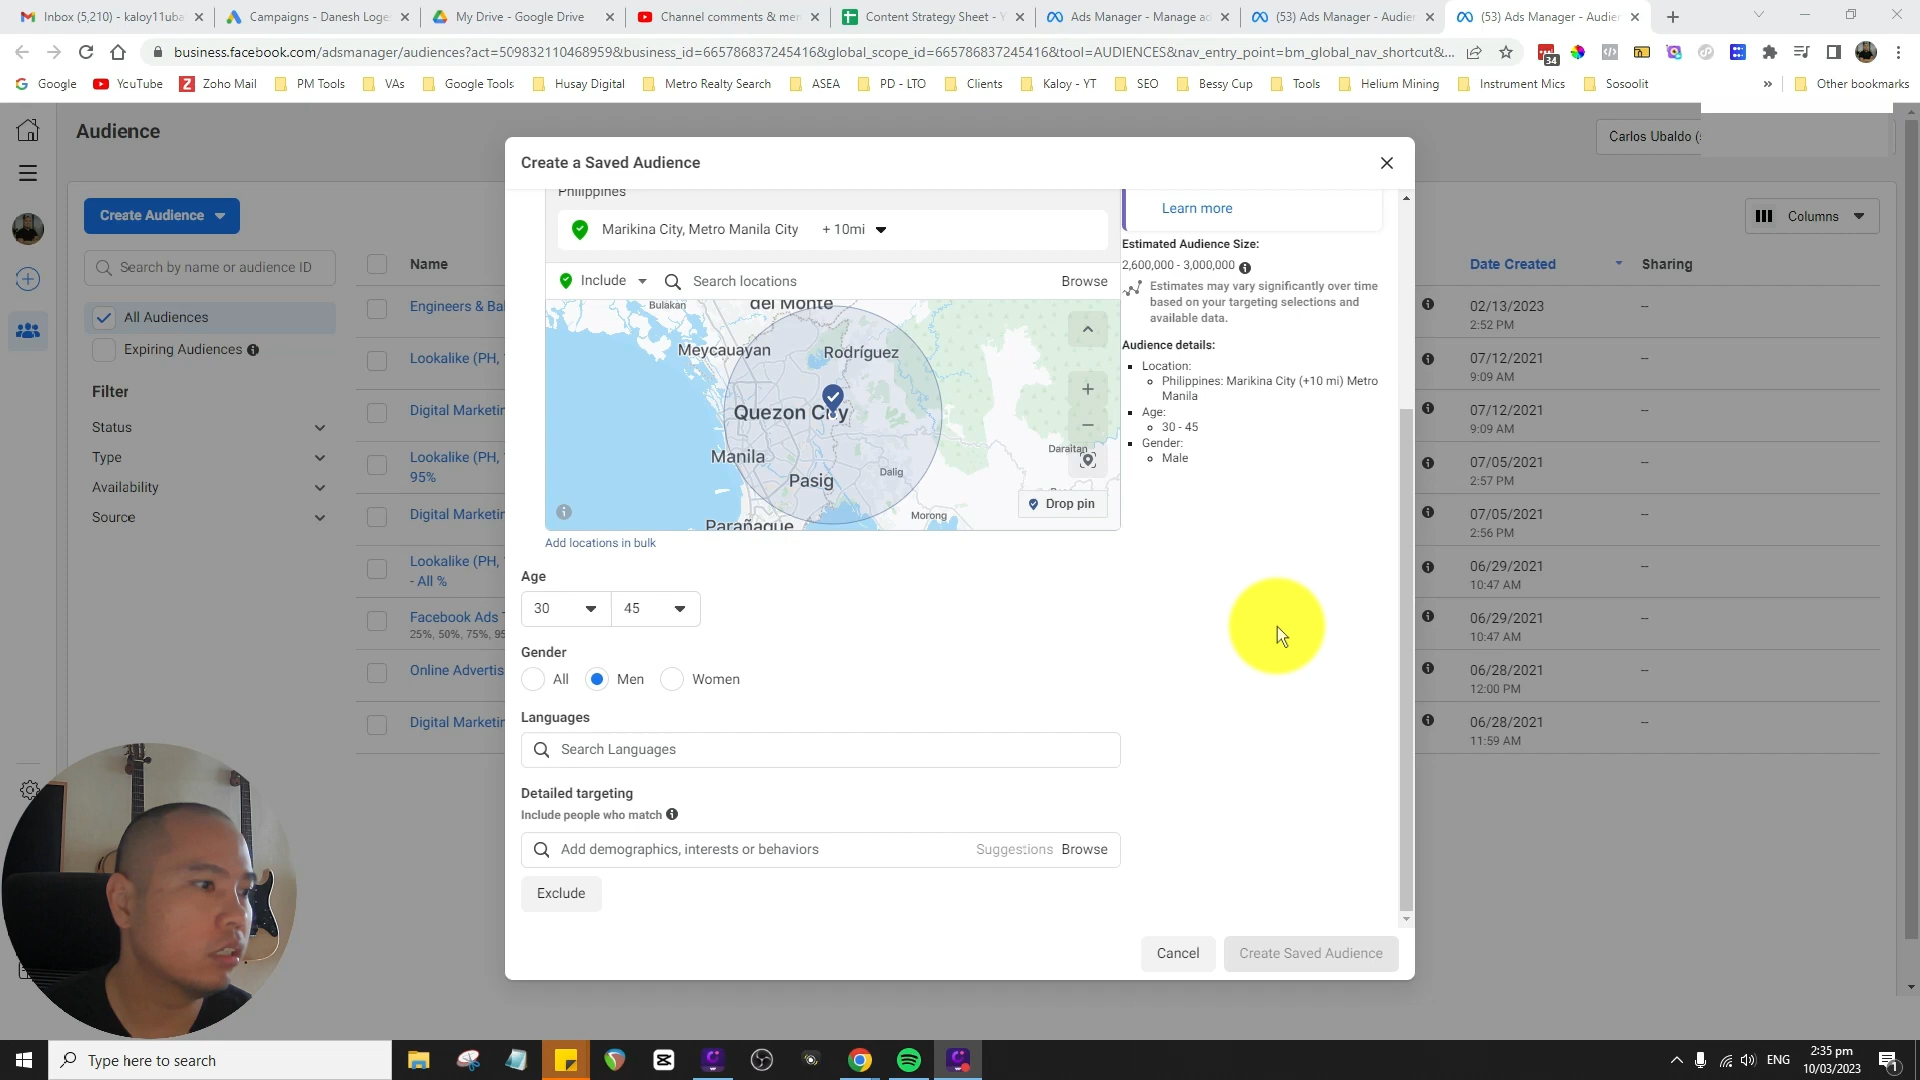 Inbox (5,210) - kaloy11uba
Campaigns - Danesh Loge
My Drive - Google Drive
Channel comments & men
Content Strategy Sheet - Y
Ads Manager - Manage ad
(53) Ads Manager - Audien
(53) Ads Manager - Audien
business.facebook.com/adsmanager/audiences?act=509832110468959&business_id=665786837245416&global_scope_id=665786837245416&tool=AUDIENCES&nav_entry_point=bm_global_nav_shortcut&...
34
Google
YouTube
Zoho Mail
PM Tools
VAs
Google Tools
Husay Digital
Metro Realty Search
ASEA
PD - LTO
Clients
Kaloy - YT
SEO
Bessy Cup
Tools
Helium Mining
Instrument Mics
Sosoolit
»
Other bookmarks
Audience
Carlos Ubaldo (
Create Audience
Columns
Search by name or audience ID
All Audiences
Expiring Audiences
Filter
Status
Type
Availability
Source
Name
Date Created
Sharing
Engineers & Ba
02/13/2023
--
2:52 PM
Lookalike (PH,
07/12/2021
--
9:09 AM
Digital Marketin
07/12/2021
--
9:09 AM
Lookalike (PH,
95%
07/05/2021
--
2:57 PM
Digital Marketin
07/05/2021
--
2:56 PM
Lookalike (PH,
- All %
06/29/2021
--
10:47 AM
Facebook Ads
25%, 50%, 75%, 95
06/29/2021
--
10:47 AM
Online Advertis
06/28/2021
--
12:00 PM
Digital Marketin
06/28/2021
--
11:59 AM
Create a Saved Audience
Philippines
Marikina City, Metro Manila City + 10mi
Include
Search locations
Browse
Bulakan
del Monte
Meycauayan
Rodríguez
Quezon City
Manila
Pasig
Dalig
Daraitan
Parañaque
Morong
Drop pin
Add locations in bulk
Age
30
45
Gender
All
Men
Women
Languages
Search Languages
Detailed targeting
Include people who match
Add demographics, interests or behaviors
Suggestions
Browse
Exclude
Learn more
Estimated Audience Size:
2,600,000 - 3,000,000
Estimates may vary significantly over time
based on your targeting selections and
available data.
Audience details:
Location:
Philippines: Marikina City (+10 mi) Metro
Manila
Age:
30 - 45
Gender:
Male
Cancel
Create Saved Audience
Type here to search
ENG
2:35 pm
10/03/2023
1